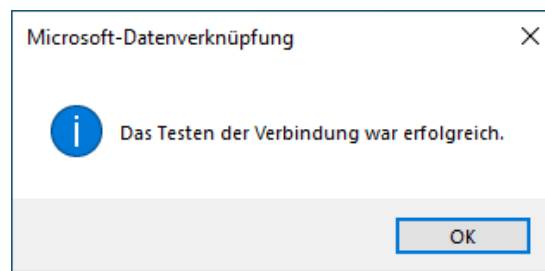 Microsoft-Datenverknüpfung
Das Testen der Verbindung war erfolgreich.
OK